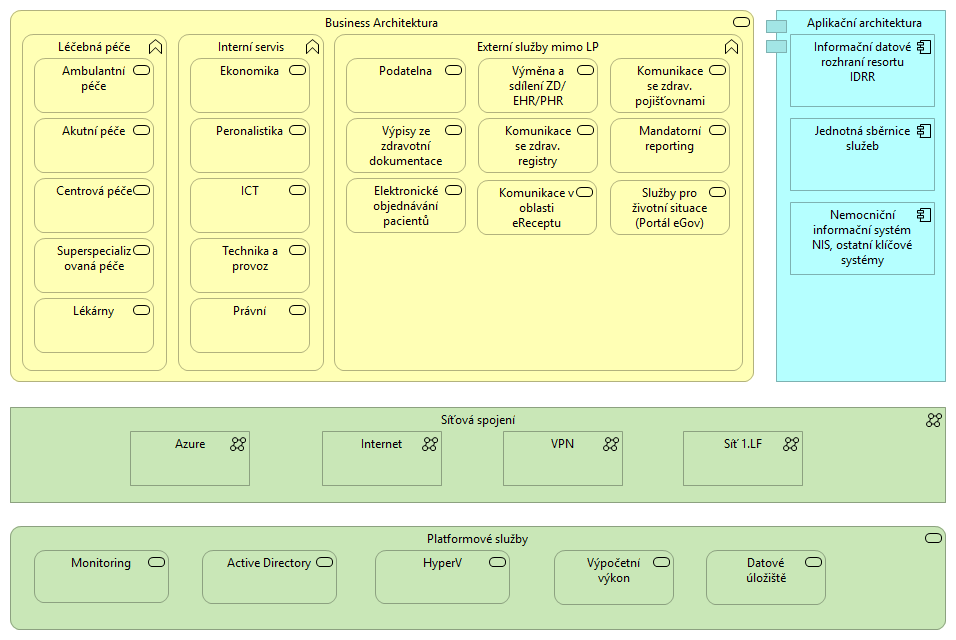 Business Architektura
Léčebná péče
Ambulantní
péče
Akutní péče
Centrová péče
Superspecializ
ovaná péče
Lékárny
Interní servis
Ekonomika
Peronalistika
ICT
Technika a
provoz
Právní
Externí služby mimo LP
Podatelna
Výměna a
sdílení ZD/
EHR/PHR
Komunikace
se zdrav.
pojišťovnami
Výpisy ze
zdravotní
dokumentace
Komunikace
se zdrav.
registry
Mandatorní
reporting
Elektronické
objednávání
pacientů
Komunikace v
oblasti
eReceptu
Služby pro
životní situace
(Portál eGov)
Aplikační architektura
Informační datové
rozhraní resortu
IDRR
Jednotná sběrnice
služeb
Nemocniční
informační systém
NIS, ostatní klíčové
systémy
Síťová spojení
Azure
Internet
VPN
Síť 1.LF
Platformové služby
Monitoring
Active Directory
HyperV
Výpočetní
výkon
Datové
úložiště